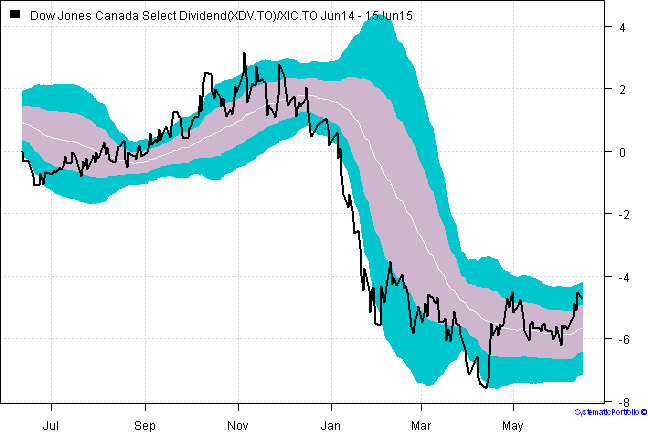 Dow Jones Canada Select Dividend(XDV.TO)/XIC.TO Jun14 - 15Jun15
4
2
0
-2
-4
-6
-8
Jul Sep Nov Jan Mar May
SystematicPortfolio ©